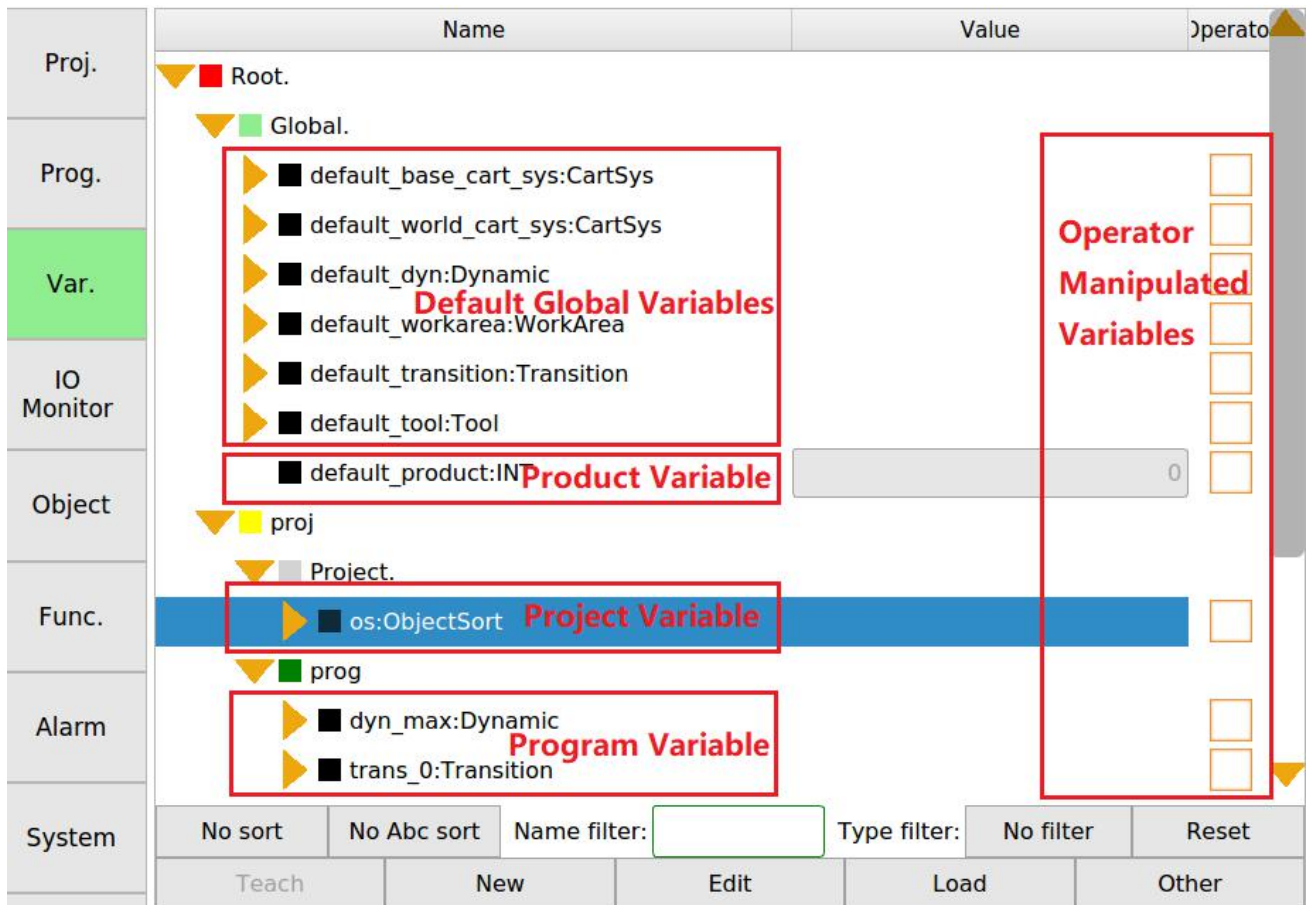 Name Value Operato
Proj.
Root.
Global.
Prog.
default_base_cart_sys:CartSys
default_world_cart_sys:CartSys
Operator
Var.
default_dyn:Dynamic
Manipulated
Default Global Variables
default_workarea:WorkArea
Variables
IO
Monitor
default_transition:Transition
default_tool:Tool
default_product:INT
Product Variable
0
Object
proj
Project.
Func.
os:ObjectSort
Project Variable
prog
Alarm
dyn_max:Dynamic
Program Variable
trans_0:Transition
System
No sort No Abc sort Name filter: Type filter: No filter Reset
Teach New Edit Load Other